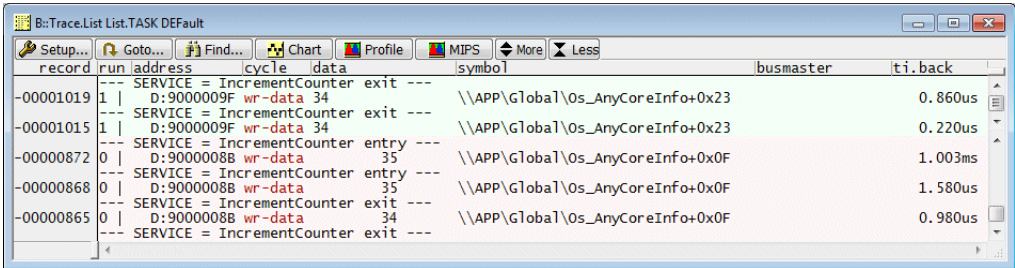 B::Trace.List List.TASK DEFault
Setup... Goto... Find... Chart Profile MIPS More Less
record run address cycle data symbol busmaster ti.back
--- SERVICE = IncrementCounter exit ---
-00001019 1 | D:9000009F wr-data 34 \\APP\Global\Os_AnyCoreInfo+0x23 0.860us
--- SERVICE = IncrementCounter exit ---
-00001015 1 | D:9000009F wr-data 34 \\APP\Global\Os_AnyCoreInfo+0x23 0.220us
--- SERVICE = IncrementCounter entry ---
-00000872 0 | D:9000008B wr-data 35 \\APP\Global\Os_AnyCoreInfo+0x0F 1.003ms
--- SERVICE = IncrementCounter entry ---
-00000868 0 | D:9000008B wr-data 35 \\APP\Global\Os_AnyCoreInfo+0x0F 1.580us
--- SERVICE = IncrementCounter exit ---
-00000865 0 | D:9000008B wr-data 34 \\APP\Global\Os_AnyCoreInfo+0x0F 0.980us
--- SERVICE = IncrementCounter exit ---